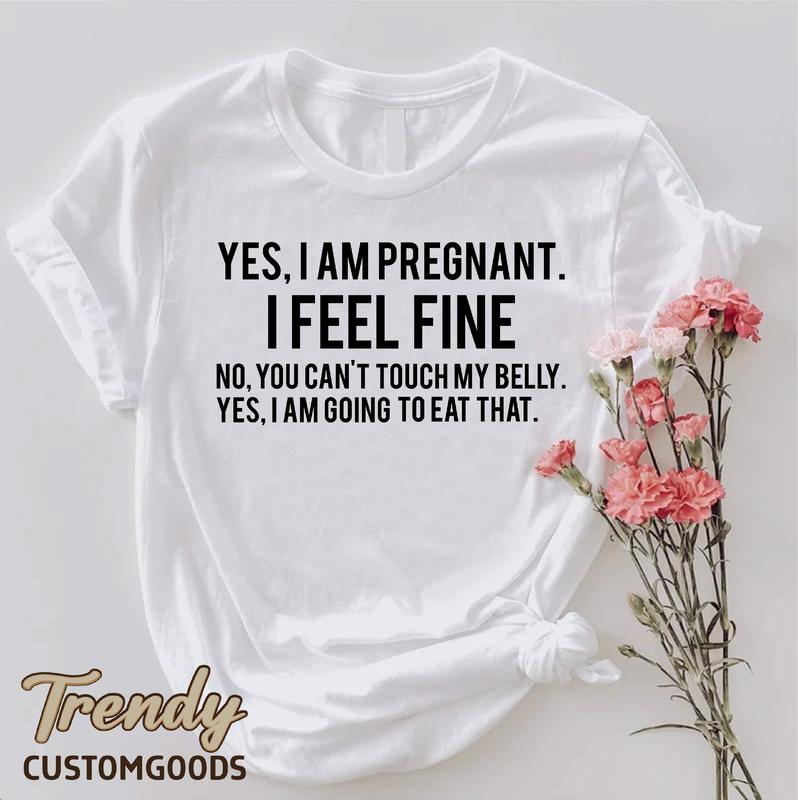 YES, I AM PREGNANT.
I FEEL FINE
NO, YOU CAN'T TOUCH MY BELLY.
YES, I AM GOING TO EAT THAT.
Trendy
CUSTOMGOODS